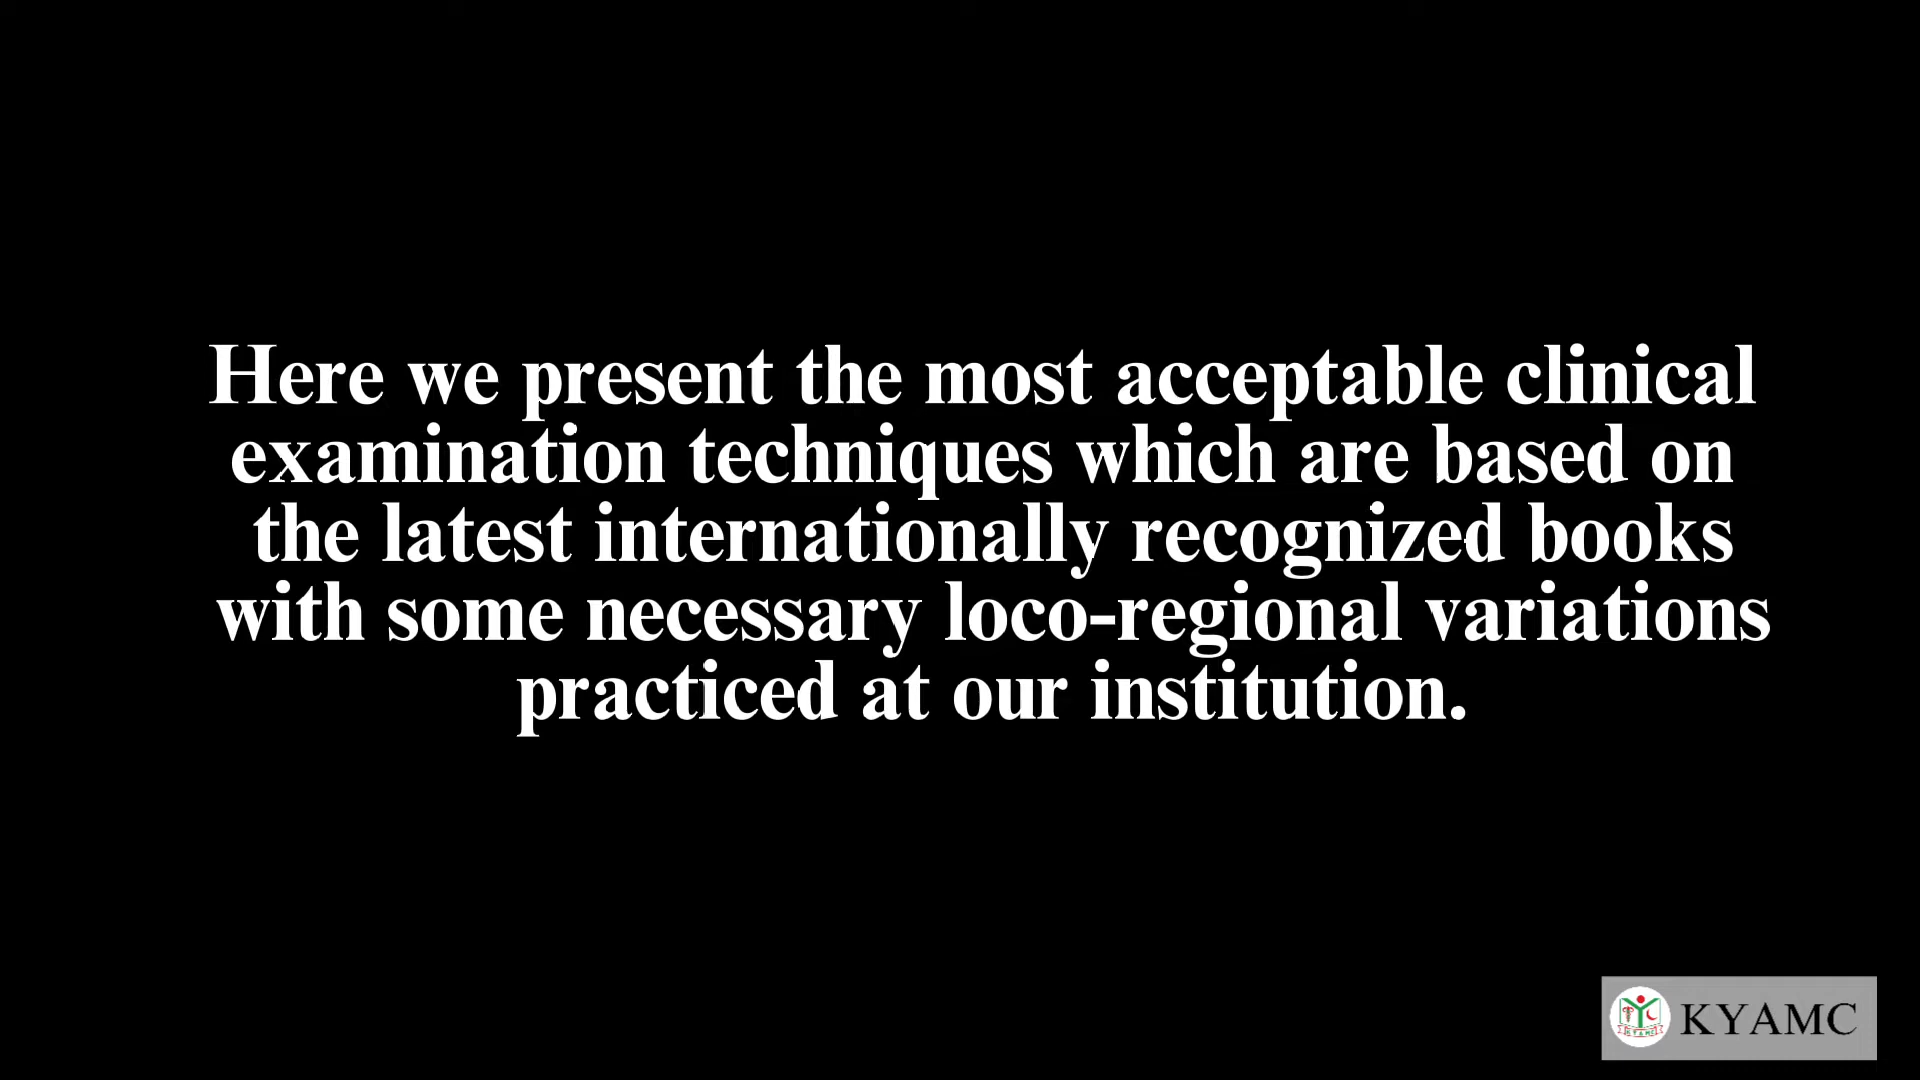 Here we present the most acceptable clinical
examination techniques which are based on
the latest internationally recognized books
with some necessary loco-regional variations
practiced at our institution.
KYAMC